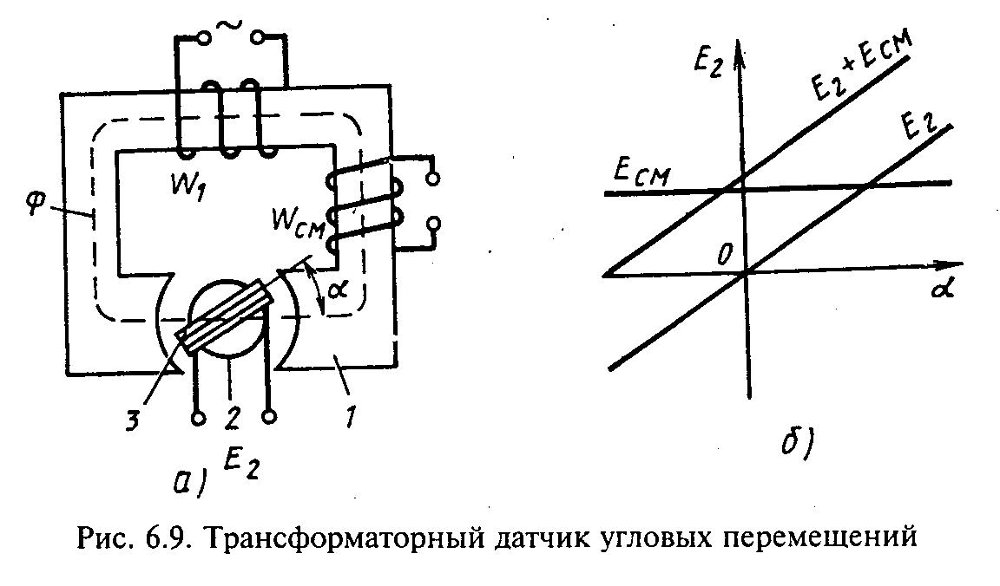 ~
W₁
Φ
Wсм
α
3
2
1
E₂
а)
E₂
E₂+Eсм
E₂
Eсм
0
α
б)
Рис. 6.9. Трансформаторный датчик угловых перемещений